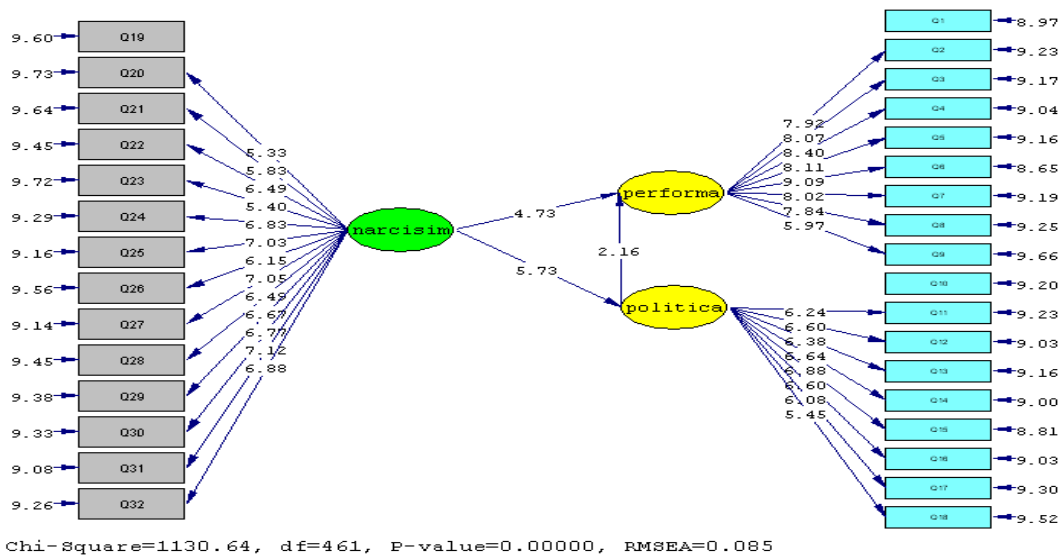 9.60 Q19
9.73 Q20
9.64 Q21
9.45 Q22
9.72 Q23
9.29 Q24
9.16 Q25
9.56 Q26
9.14 Q27
9.45 Q28
9.38 Q29
9.33 Q30
9.08 Q31
9.26 Q32
5.33
5.83
6.49
5.40
6.83
7.03
6.15
7.05
6.49
6.67
6.77
7.12
6.88
narcisim
4.73
5.73
2.16
performa
politica
7.92
8.07
8.40
8.11
9.09
8.02
7.84
5.97
6.24
6.60
6.38
6.64
6.88
6.60
6.08
5.45
Q1 8.97
Q2 9.23
Q3 9.17
Q4 9.04
Q5 9.16
Q6 8.65
Q7 9.19
Q8 9.25
Q9 9.66
Q10 9.20
Q11 9.23
Q12 9.03
Q13 9.16
Q14 9.00
Q15 8.81
Q16 9.03
Q17 9.30
Q18 9.52
Chi-Square=1130.64, df=461, P-value=0.00000, RMSEA=0.085